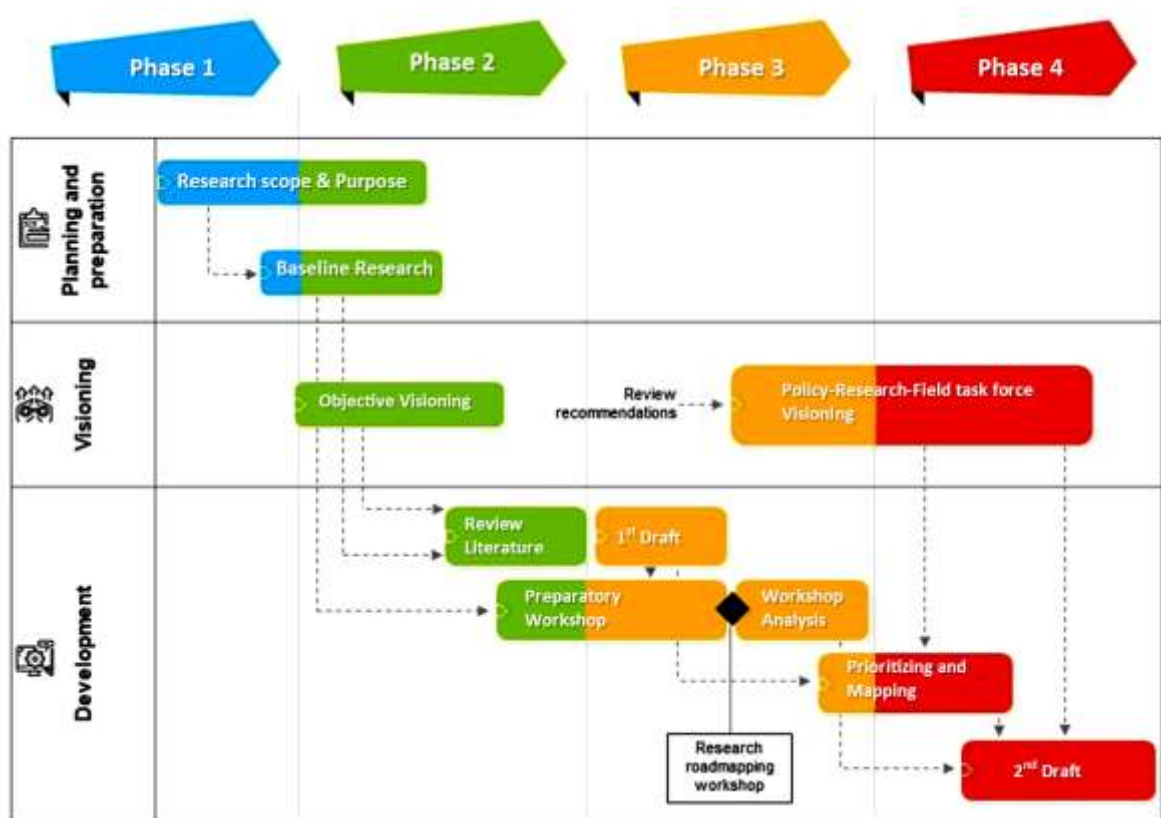 Phase 1
Phase 2
Phase 3
Phase 4
Planning and
preparation
Research scope & Purpose
Baseline Research
Visioning
Objective Visioning
Review
recommendations
Policy-Research-Field task force
Visioning
Development
Review
Literature
1st Draft
Preparatory
Workshop
Workshop
Analysis
Prioritizing and
Mapping
Research
roadmapping
workshop
2nd Draft